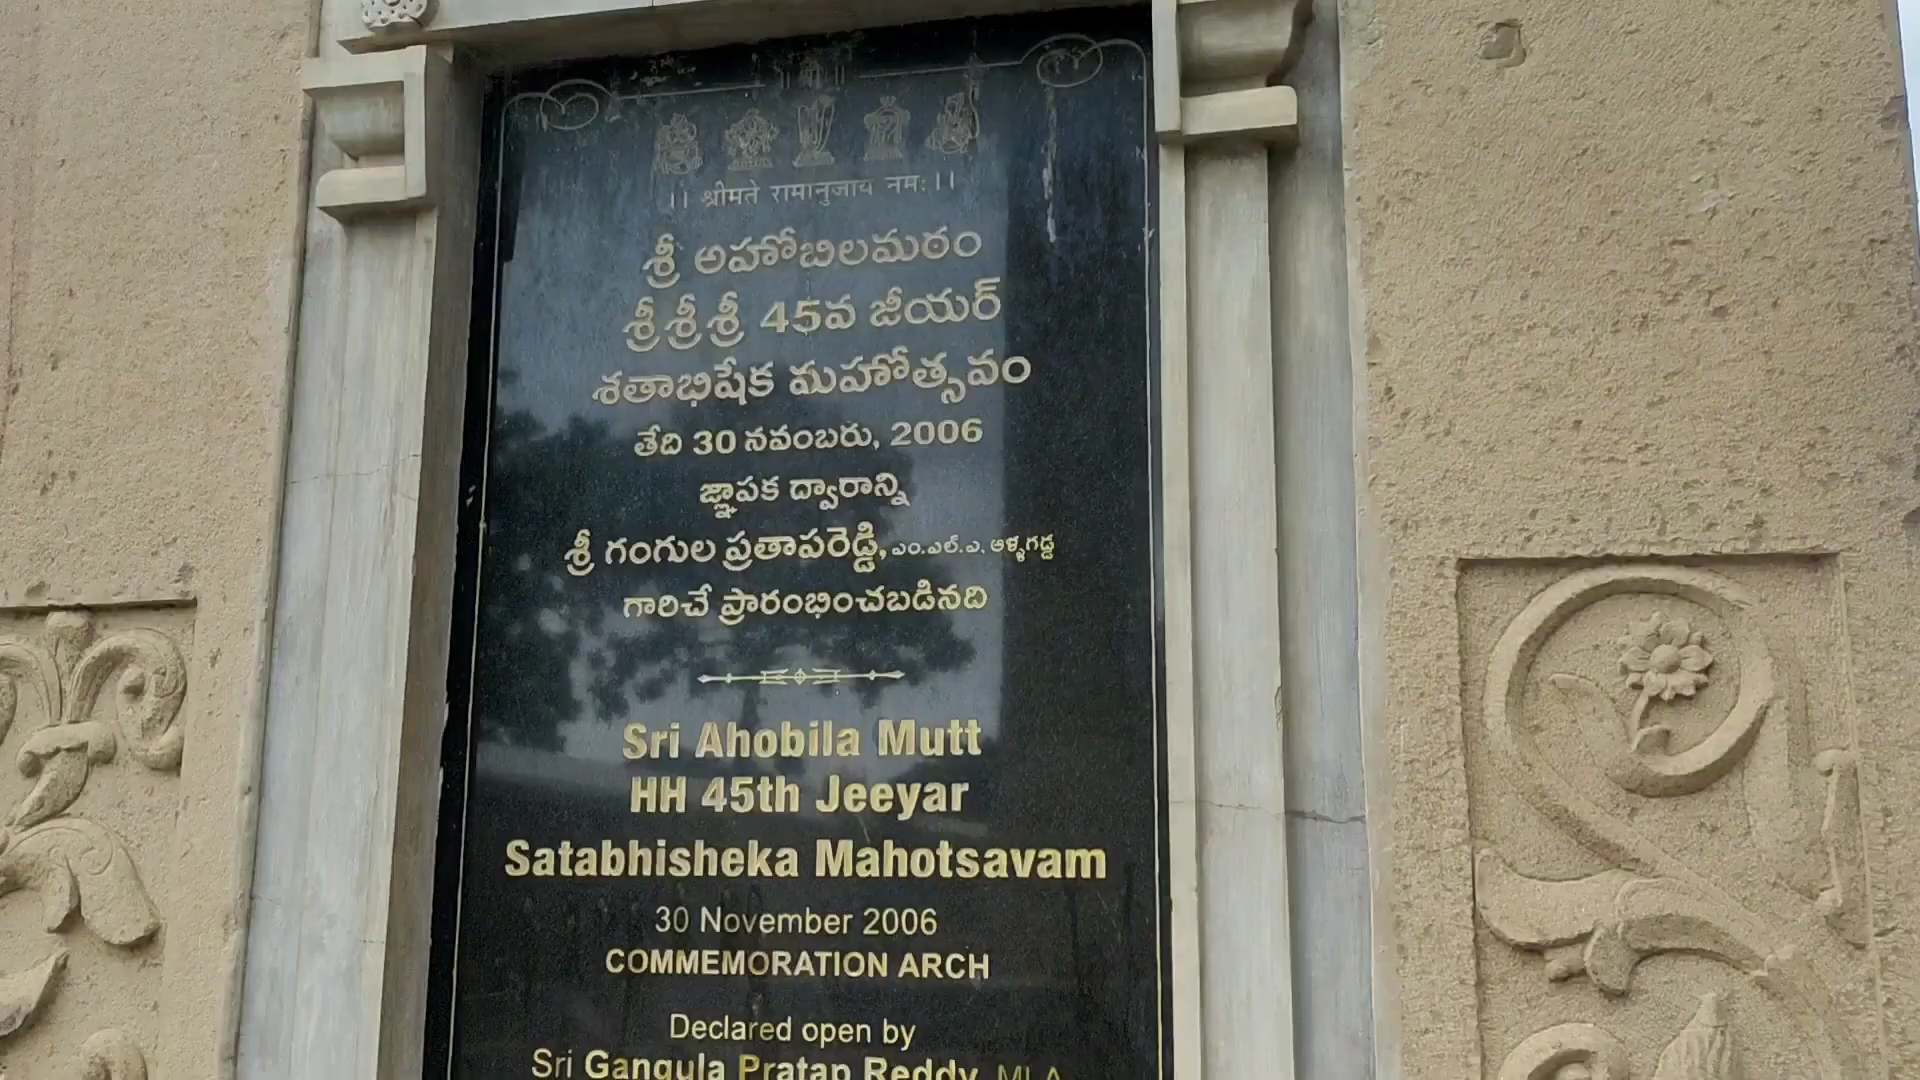 ।। श्री ।।
।। श्रीमते रामानुजाय नमः।।
శ్రీ అహోబిలమఠం
శ్రీ శ్రీ శ్రీ 45వ జీయర్
శతాభిషేక మహోత్సవం
తేది 30 నవంబరు, 2006
జ్ఞాపక ద్వారాన్ని
శ్రీ గంగుల ప్రతాపరెడ్డి, ఎం.ఎల్.ఎ. ఆళ్ళగడ్డ
గారిచే ప్రారంభించబడినది
Sri Ahobila Mutt
HH 45th Jeeyar
Satabhisheka Mahotsavam
30 November 2006
COMMEMORATION ARCH
Declared open by
Sri Gangula Pratap Reddy, MLA